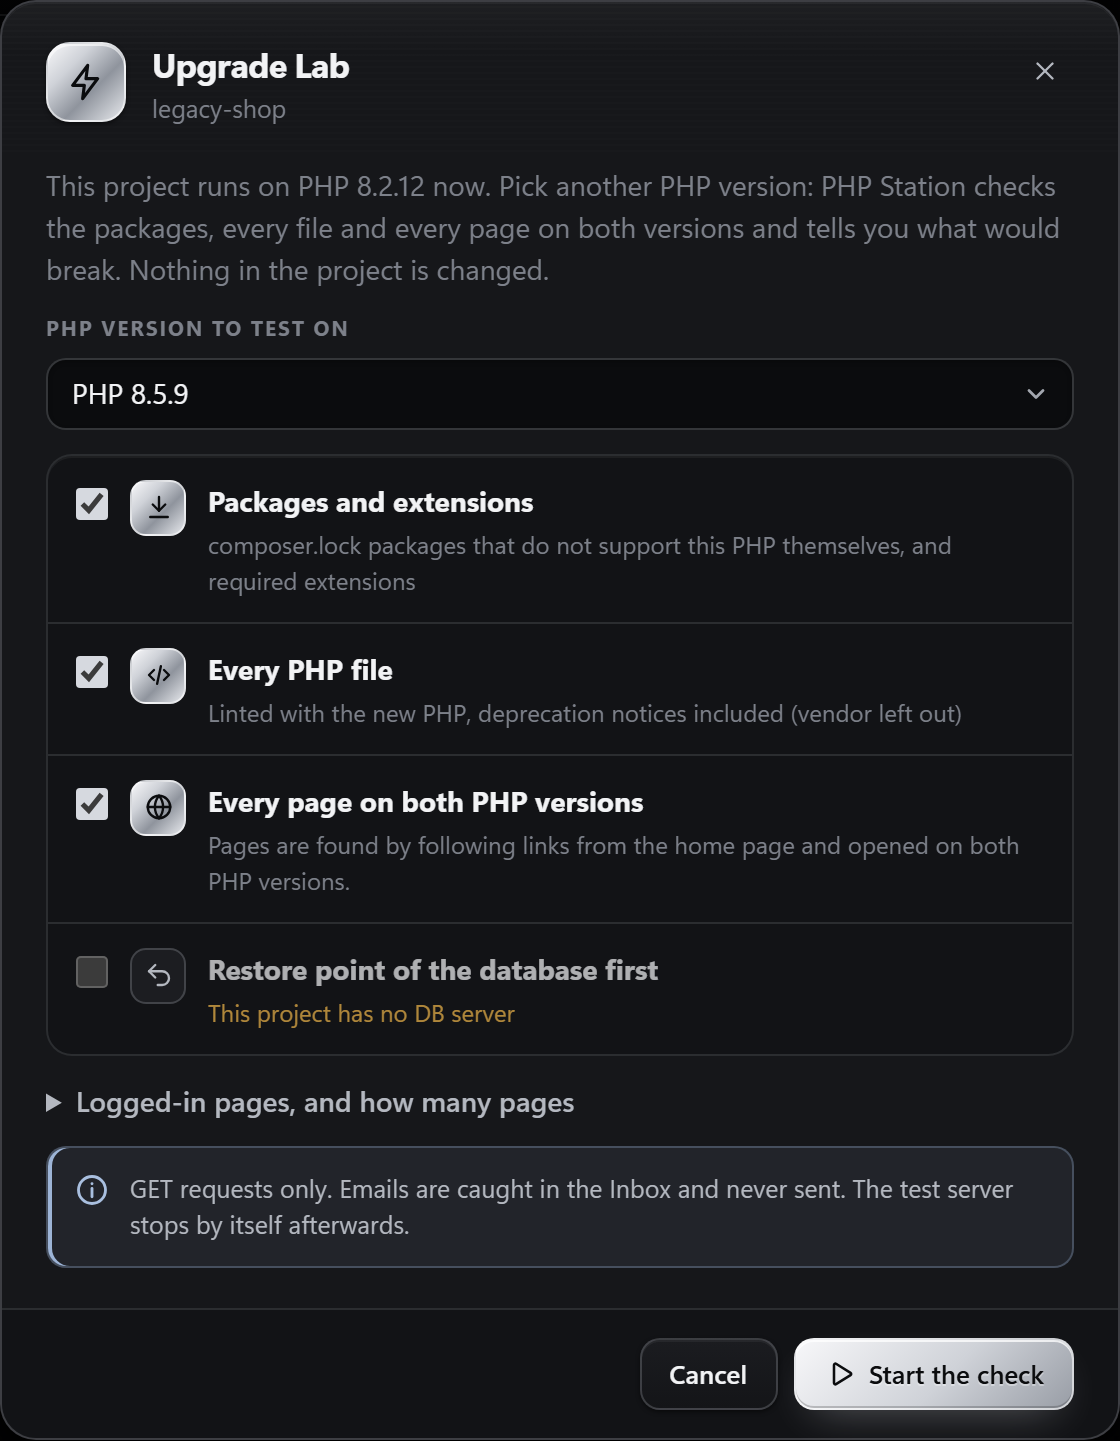 Upgrade Lab
legacy-shop
This project runs on PHP 8.2.12 now. Pick another PHP version: PHP Station checks
the packages, every file and every page on both versions and tells you what would
break. Nothing in the project is changed.
PHP VERSION TO TEST ON
PHP 8.5.9
Packages and extensions
composer.lock packages that do not support this PHP themselves, and
required extensions
Every PHP file
Linted with the new PHP, deprecation notices included (vendor left out)
Every page on both PHP versions
Pages are found by following links from the home page and opened on both
PHP versions.
Restore point of the database first
This project has no DB server
Logged-in pages, and how many pages
GET requests only. Emails are caught in the Inbox and never sent. The test server
stops by itself afterwards.
Cancel
Start the check